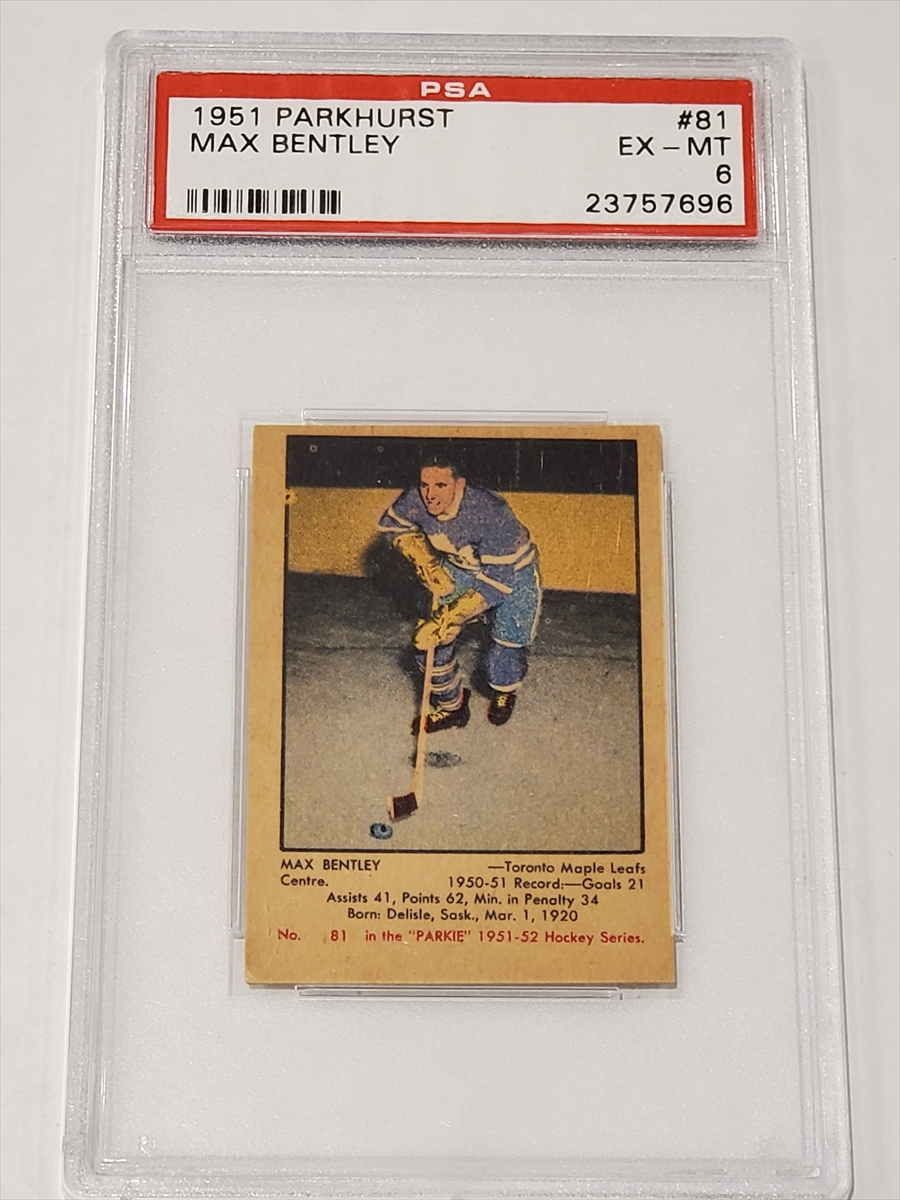 PSA
1951 PARKHURST #81
MAX BENTLEY EX - MT
6
23757696
MAX BENTLEY —Toronto Maple Leafs
Centre. 1950-51 Record:—Goals 21
Assists 41, Points 62, Min. in Penalty 34
Born: Delisle, Sask., Mar. 1, 1920
No. 81 in the "PARKIE" 1951-52 Hockey Series.